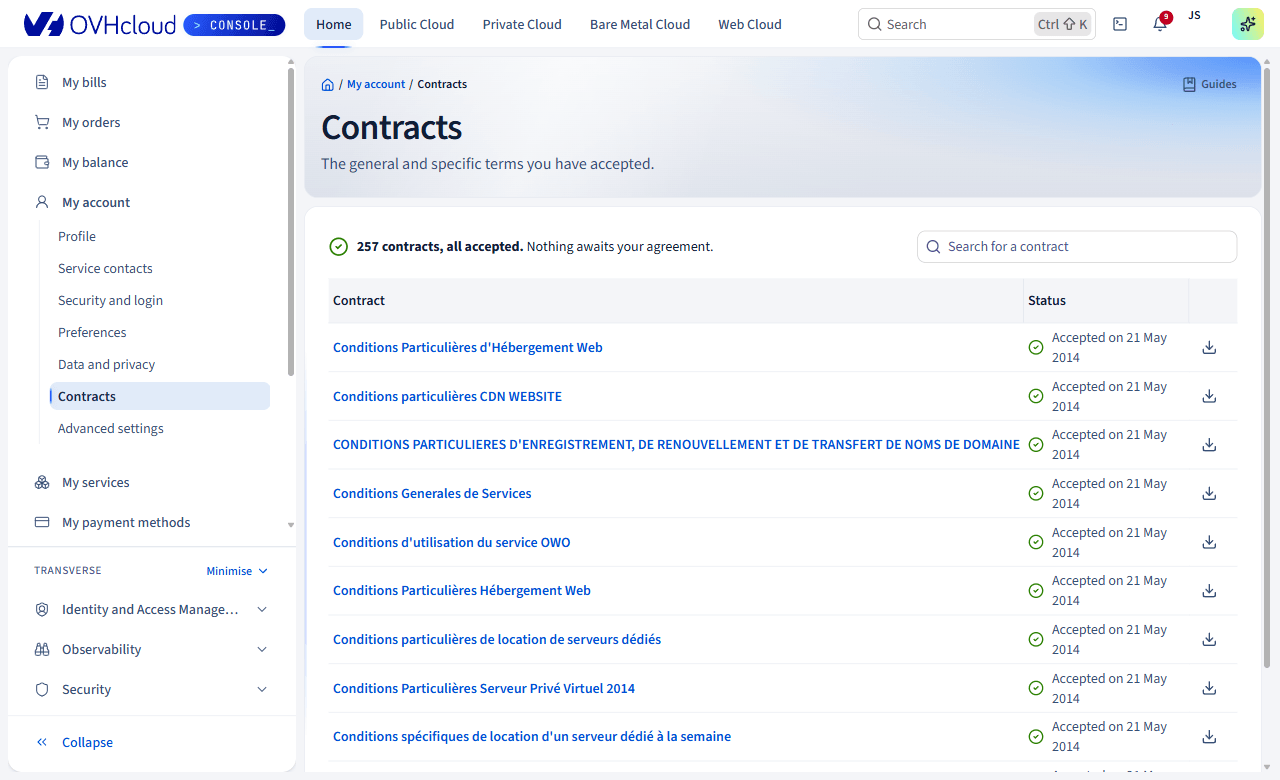 OVHcloud > CONSOLE_
Home Public Cloud Private Cloud Bare Metal Cloud Web Cloud
Search Ctrl K
9
JS
My bills
My orders
My balance
My account
Profile
Service contacts
Security and login
Preferences
Data and privacy
Contracts
Advanced settings
My services
My payment methods
TRANSVERSE Minimise
Identity and Access Manage...
Observability
Security
Collapse
/ My account / Contracts
Guides
Contracts
The general and specific terms you have accepted.
257 contracts, all accepted. Nothing awaits your agreement.
Search for a contract
Contract Status
Conditions Particulières d'Hébergement Web Accepted on 21 May
2014
Conditions particulières CDN WEBSITE Accepted on 21 May
2014
CONDITIONS PARTICULIERES D'ENREGISTREMENT, DE RENOUVELLEMENT ET DE TRANSFERT DE NOMS DE DOMAINE Accepted on 21 May
2014
Conditions Generales de Services Accepted on 21 May
2014
Conditions d'utilisation du service OWO Accepted on 21 May
2014
Conditions Particulières Hébergement Web Accepted on 21 May
2014
Conditions particulières de location de serveurs dédiés Accepted on 21 May
2014
Conditions Particulières Serveur Privé Virtuel 2014 Accepted on 21 May
2014
Conditions spécifiques de location d'un serveur dédié à la semaine Accepted on 21 May
2014